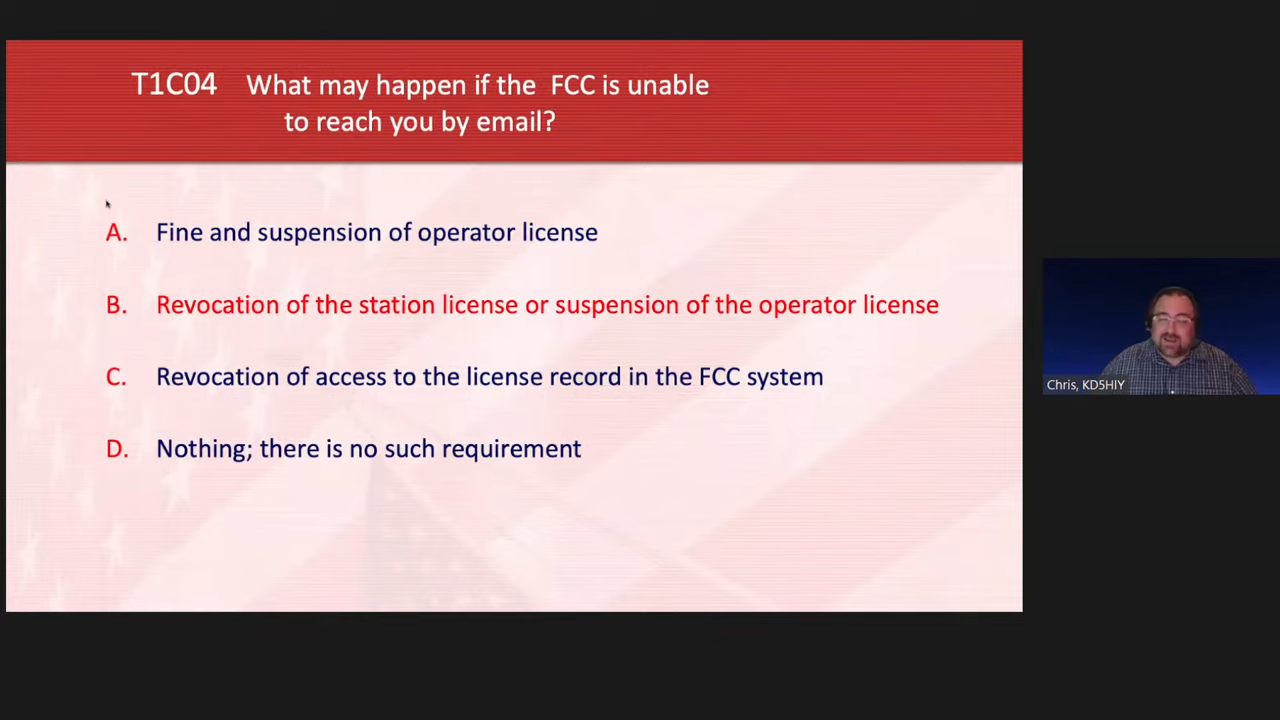 T1C04 What may happen if the FCC is unable
to reach you by email?
A. Fine and suspension of operator license
B. Revocation of the station license or suspension of the operator license
C. Revocation of access to the license record in the FCC system
D. Nothing; there is no such requirement
Chris, KD5HIY